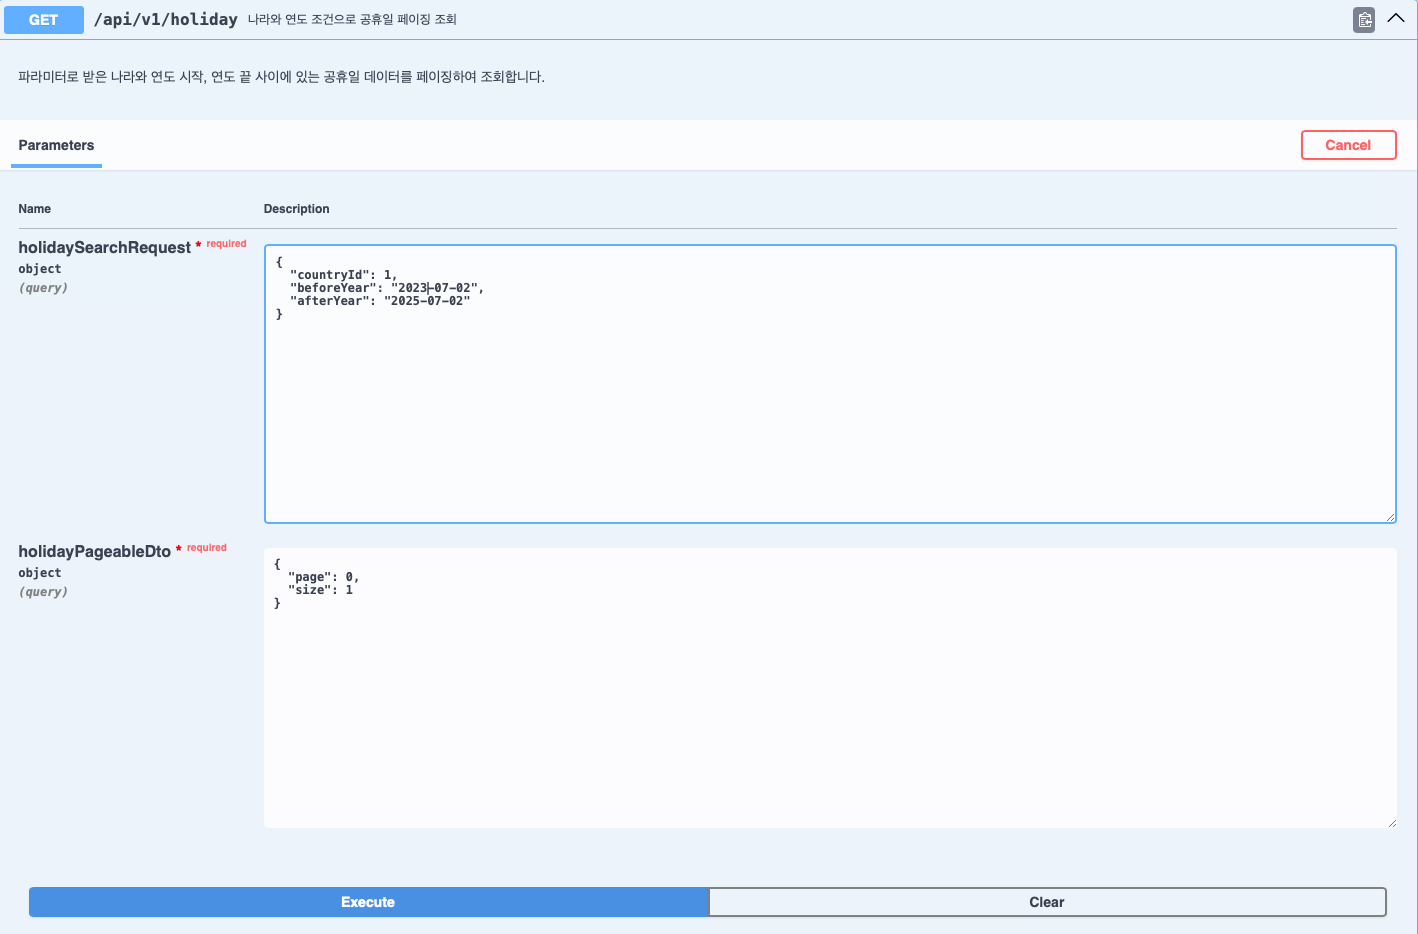 GET /api/v1/holiday 나라와 연도 조건으로 공휴일 페이징 조회
파라미터로 받은 나라와 연도 시작, 연도 끝 사이에 있는 공휴일 데이터를 페이징하여 조회합니다.
Parameters
Cancel
Name Description
holidaySearchRequest * required
object
(query)
{
"countryId": 1,
"beforeYear": "2023-07-02",
"afterYear": "2025-07-02"
}
holidayPageableDto * required
object
(query)
{
"page": 0,
"size": 1
}
Execute
Clear